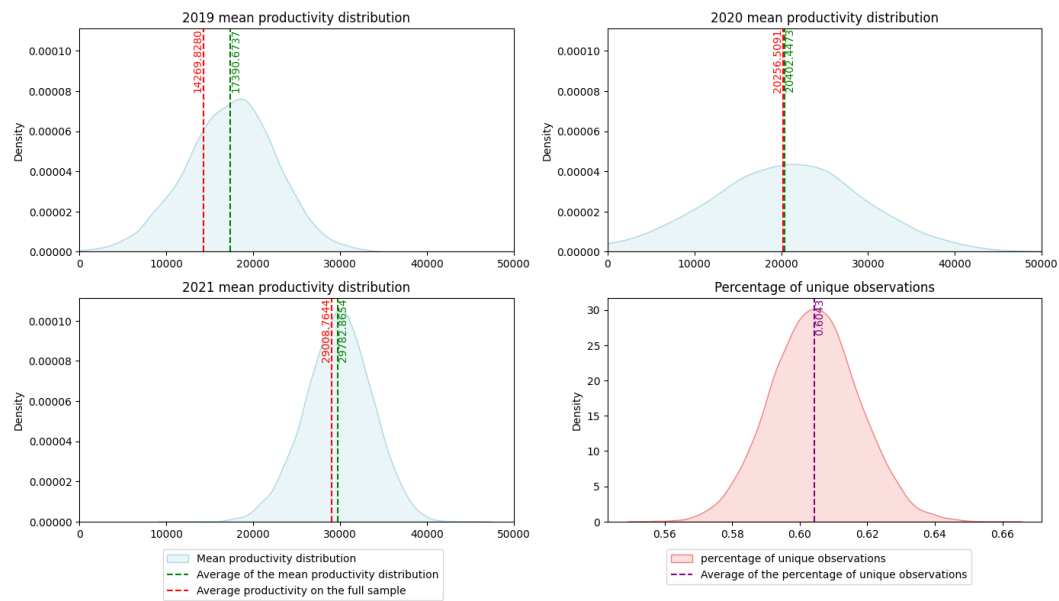 2019 mean productivity distribution
0.00010
0.00008
0.00006
0.00004
0.00002
0.00000
Density
14269.8280
17390.6737
0 10000 20000 30000 40000 50000
2020 mean productivity distribution
0.00010
0.00008
0.00006
0.00004
0.00002
0.00000
Density
20256.5091
20402.4473
0 10000 20000 30000 40000 50000
2021 mean productivity distribution
0.00010
0.00008
0.00006
0.00004
0.00002
0.00000
Density
29008.7644
29782.8654
0 10000 20000 30000 40000 50000
Mean productivity distribution
Average of the mean productivity distribution
Average productivity on the full sample
Percentage of unique observations
30
25
20
15
10
5
0
Density
0.6043
0.56 0.58 0.60 0.62 0.64 0.66
percentage of unique observations
Average of the percentage of unique observations